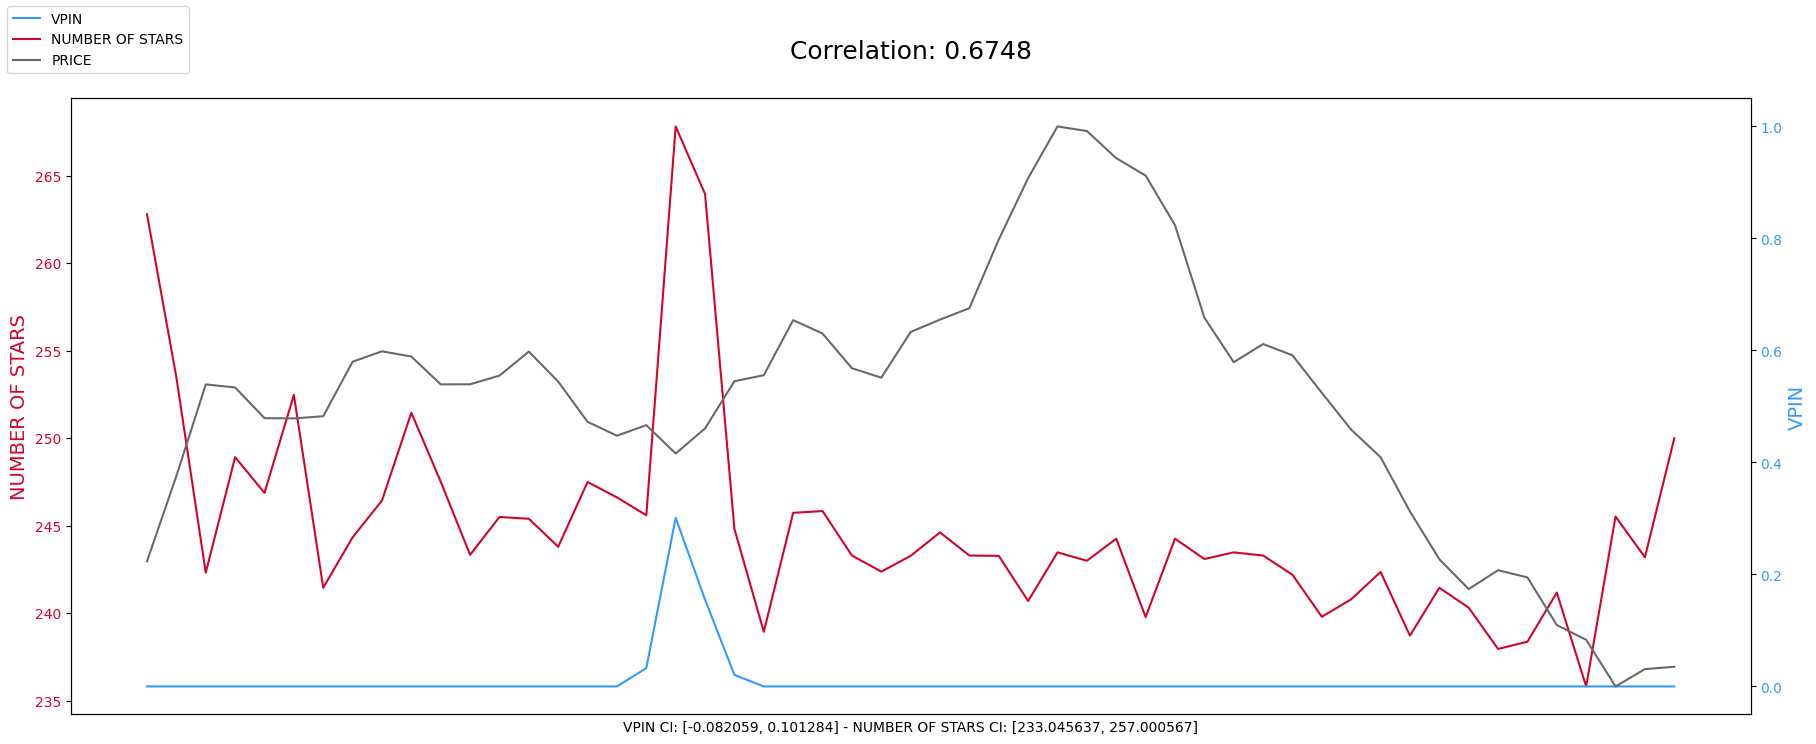 VPIN
NUMBER OF STARS
PRICE
Correlation: 0.6748
NUMBER OF STARS
265
260
255
250
245
240
235
1.0
0.8
0.6
0.4
0.2
0.0
VPIN
VPIN CI: [-0.082059, 0.101284] - NUMBER OF STARS CI: [233.045637, 257.000567]